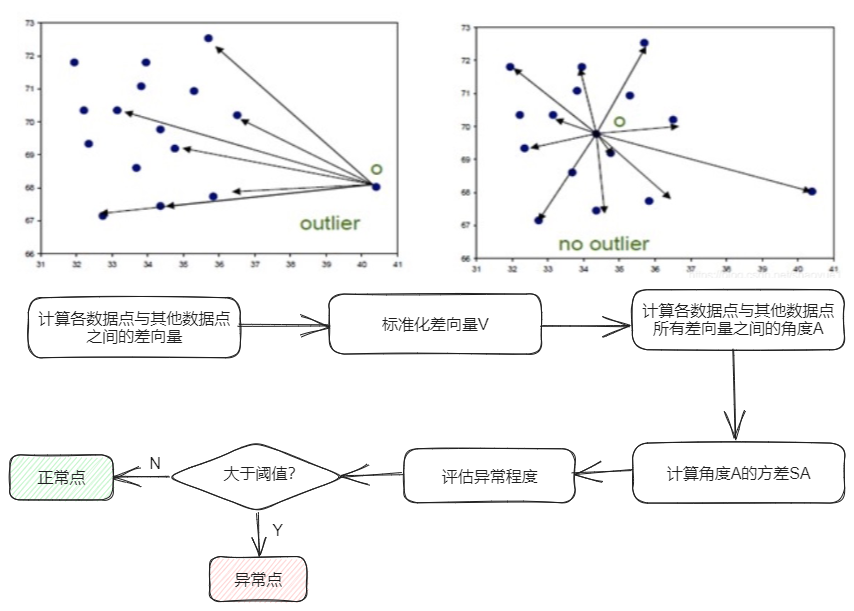 73
72
71
70
69
68
67
66
31 32 33 34 35 36 37 38 39 40 41
O
outlier
73
72
71
70
69
68
67
66
31 32 33 34 35 36 37 38 39 40 41
O
no outlier
计算各数据点与其他数据点
之间的差向量
标准化差向量V
计算各数据点与其他数据点
所有差向量之间的角度A
计算角度A的方差SA
评估异常程度
大于阈值?
N
正常点
Y
异常点